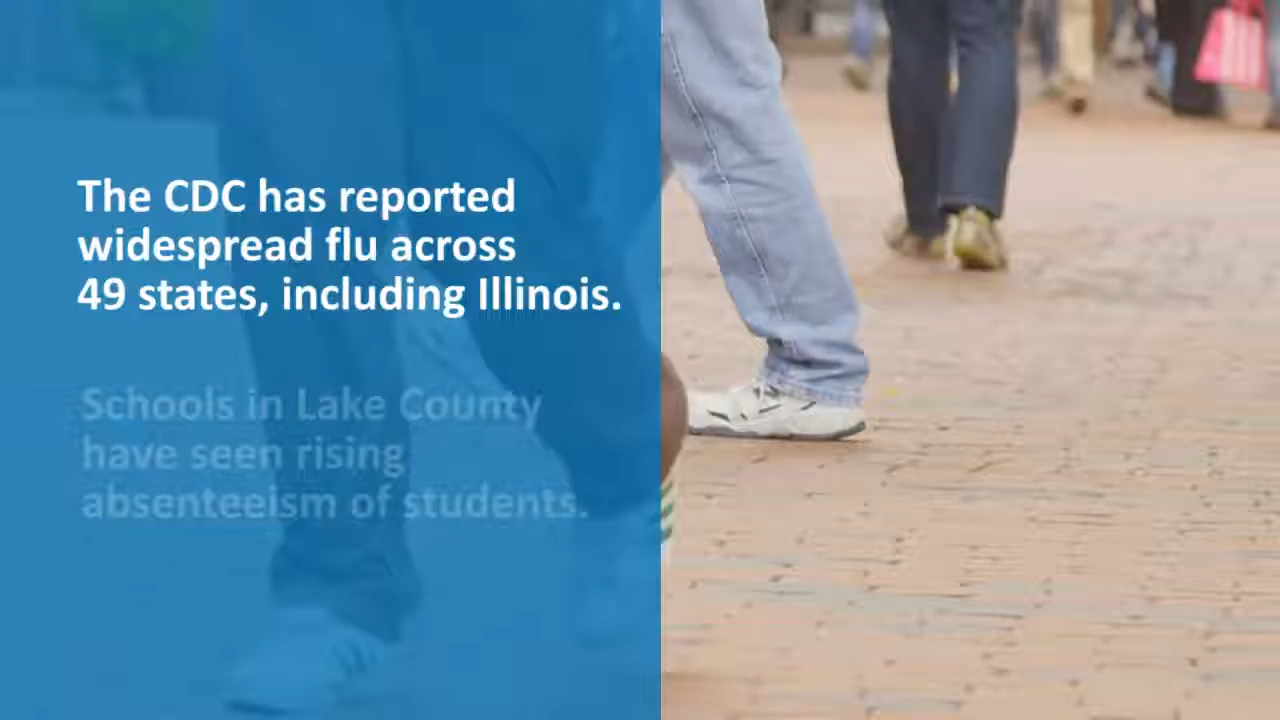 The CDC has reported
widespread flu across
49 states, including Illinois.
Schools in Lake County
have seen rising
absenteeism of students.